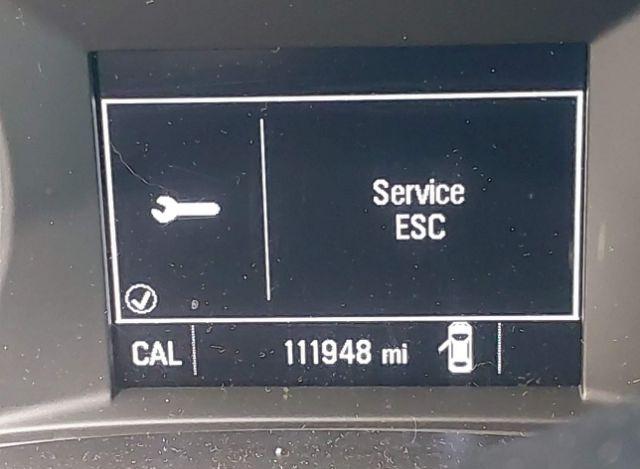 Service
ESC
CAL
111948 mi